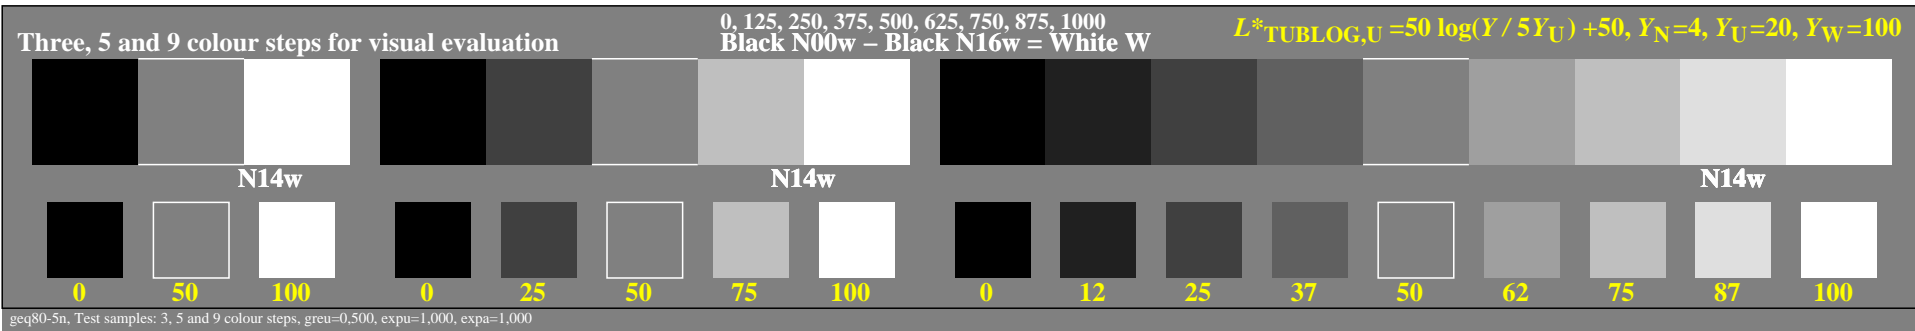 Three, 5 and 9 colour steps for visual evaluation
0, 125, 250, 375, 500, 625, 750, 875, 1000
Black N00w – Black N16w = White W
L*TUBLOG,U =50 log(Y / 5YU) +50, YN=4, YU=20, YW=100
N14w N14w N14w
0 50 100 0 25 50 75 100 0 12 25 37 50 62 75 87 100
geq80-5n, Test samples: 3, 5 and 9 colour steps, greu=0,500, expu=1,000, expa=1,000